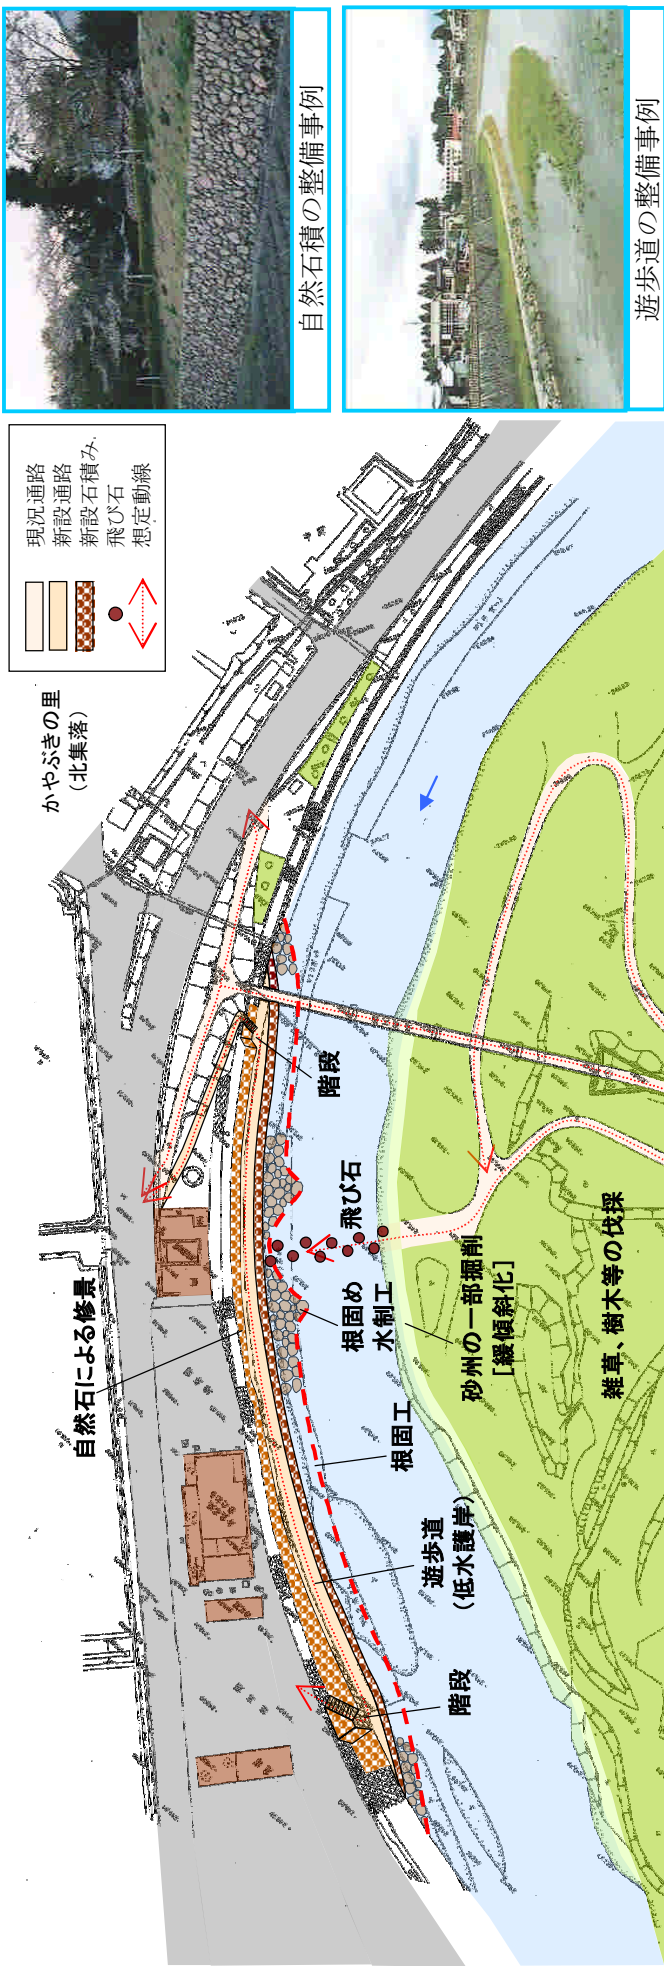 かやぶきの里
（北集落）
現況通路
新設通路
新設石積み.
飛び石
想定動線
自然石積の整備事例
遊歩道の整備事例
自然石による修景
階段
飛び石
根固め
水制工
砂州の一部掘削
［緩傾斜化］
雑草、樹木等の伐採
根固工
遊歩道
（低水護岸）
階段